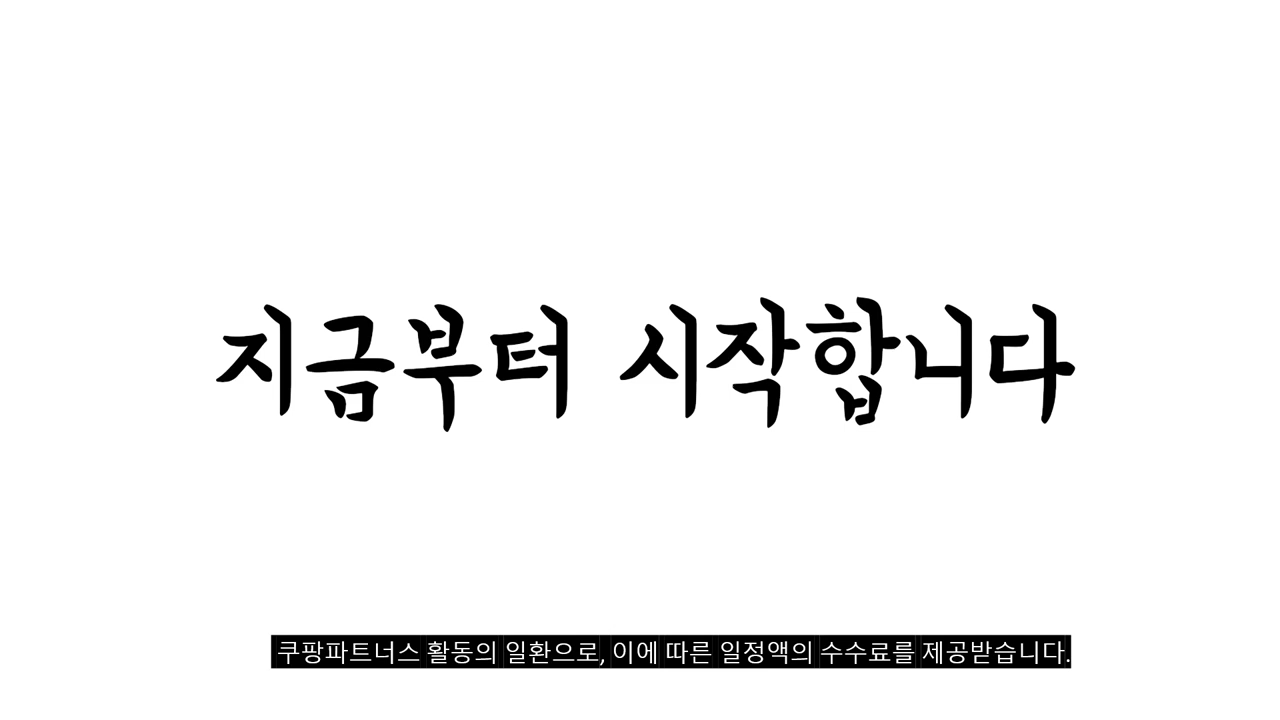 지금부터 시작합니다
쿠팡파트너스 활동의 일환으로, 이에 따른 일정액의 수수료를 제공받습니다.